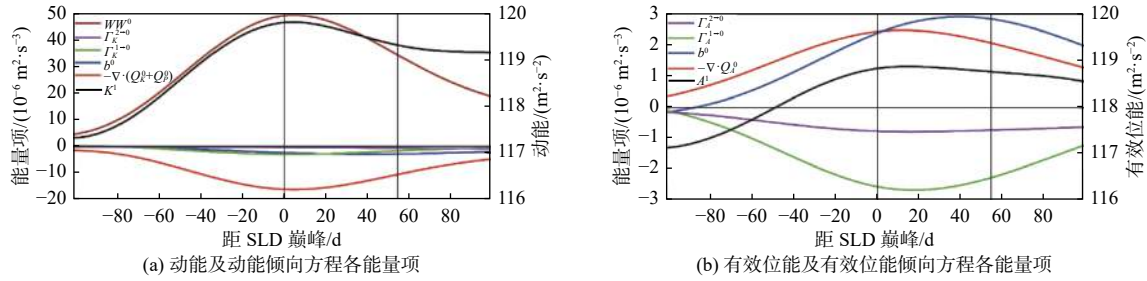 能量项/(10⁻⁶ m²·s⁻³)
50
40
30
20
10
0
−10
−20
WW⁰
Γ_K^{2→0}
Γ_K^{1→0}
b⁰
−∇·(Q_K^0+Q_P^0)
K¹
120
119
118
117
116
动能/(m²·s⁻²)
−80 −60 −40 −20 0 20 40 60 80
距 SLD 巅峰/d
(a) 动能及动能倾向方程各能量项
能量项/(10⁻⁶ m²·s⁻³)
3
2
1
0
−1
−2
−3
Γ_A^{2→0}
Γ_A^{1→0}
b⁰
−∇·Q_A^0
A¹
120
119
118
117
116
有效位能/(m²·s⁻²)
−80 −60 −40 −20 0 20 40 60 80
距 SLD 巅峰/d
(b) 有效位能及有效位能倾向方程各能量项